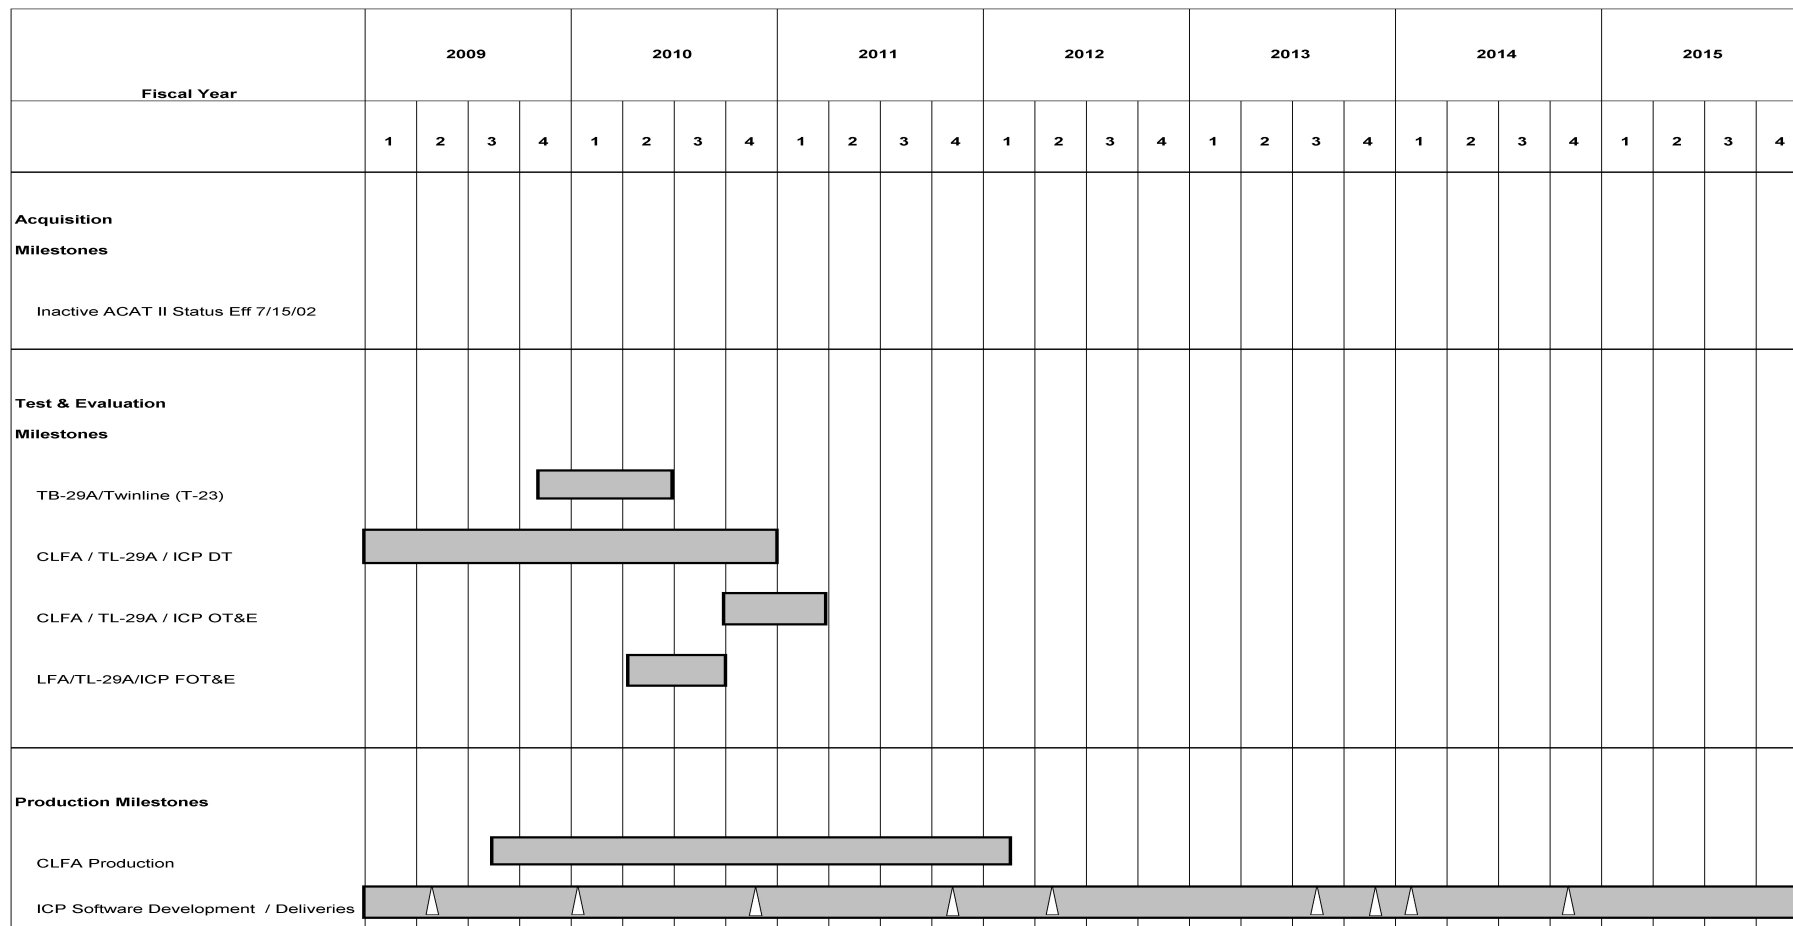 2009 2010 2011 2012 2013 2014 2015
Fiscal Year
1 2 3 4 1 2 3 4 1 2 3 4 1 2 3 4 1 2 3 4 1 2 3 4 1 2 3 4
Acquisition
Milestones
Inactive ACAT II Status Eff 7/15/02
Test & Evaluation
Milestones
TB-29A/Twinline (T-23)
CLFA / TL-29A / ICP DT
CLFA / TL-29A / ICP OT&E
LFA/TL-29A/ICP FOT&E
Production Milestones
CLFA Production
ICP Software Development / Deliveries